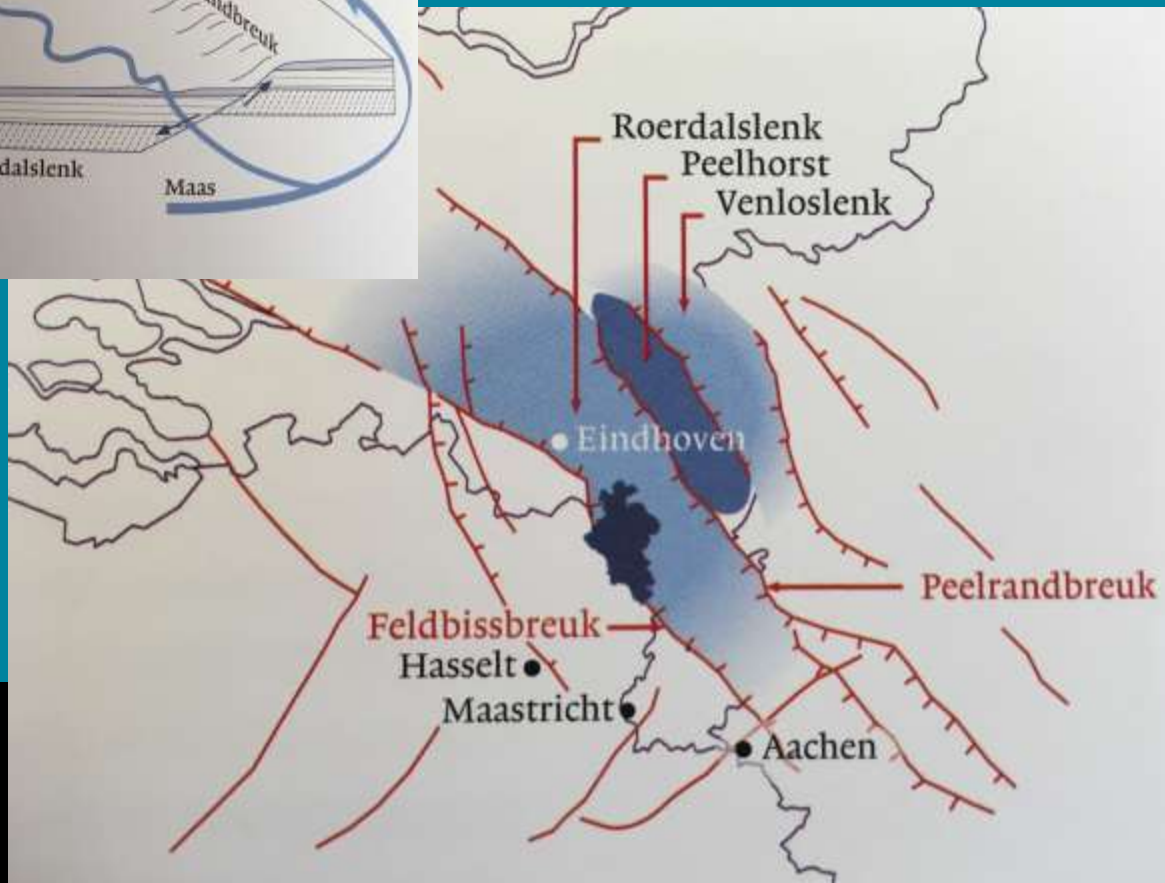 dalslenk
Maas
Roerdalslenk
Peelhorst
Venloslenk
Eindhoven
Peelrandbreuk
Feldbissbreuk
Hasselt
Maastricht
Aachen